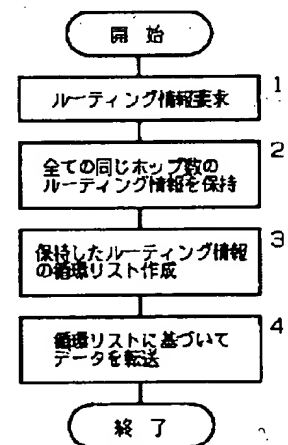 開 始
1
ルーティング情報要求
2
全ての同じホップ数の
ルーティング情報を保持
3
保持したルーティング情報
の循環リスト作成
4
循環リストに基づいて
データを転送
終 了